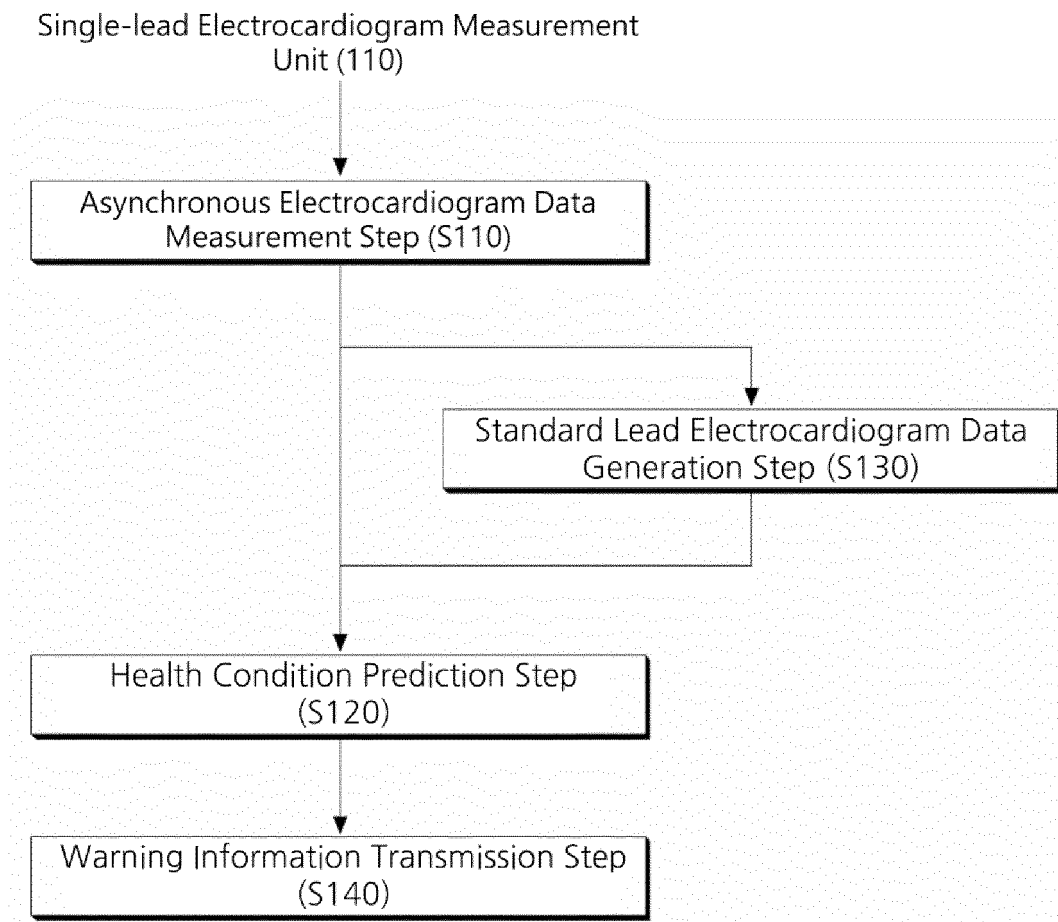 Single-lead Electrocardiogram Measurement
Unit (110)
Asynchronous Electrocardiogram Data
Measurement Step (S110)
Standard Lead Electrocardiogram Data
Generation Step (S130)
Health Condition Prediction Step
(S120)
Warning Information Transmission Step
(S140)